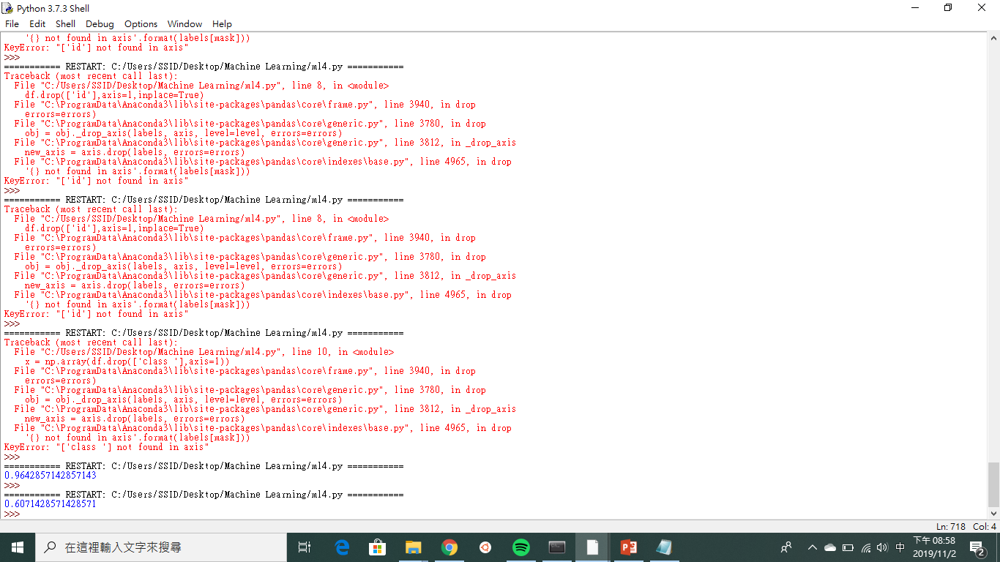 Python 3.7.3 Shell
File Edit Shell Debug Options Window Help
'{} not found in axis'.format(labels[mask]))
KeyError: "['id'] not found in axis"
>>>
=========== RESTART: C:/Users/SSID/Desktop/Machine Learning/ml4.py ===========
Traceback (most recent call last):
File "C:/Users/SSID/Desktop/Machine Learning/ml4.py", line 8, in <module>
df.drop(['id'],axis=1,inplace=True)
File "C:\ProgramData\Anaconda3\lib\site-packages\pandas\core\frame.py", line 3940, in drop
errors=errors)
File "C:\ProgramData\Anaconda3\lib\site-packages\pandas\core\generic.py", line 3780, in drop
obj = obj._drop_axis(labels, axis, level=level, errors=errors)
File "C:\ProgramData\Anaconda3\lib\site-packages\pandas\core\generic.py", line 3812, in _drop_axis
new_axis = axis.drop(labels, errors=errors)
File "C:\ProgramData\Anaconda3\lib\site-packages\pandas\core\indexes\base.py", line 4965, in drop
'{} not found in axis'.format(labels[mask]))
KeyError: "['id'] not found in axis"
>>>
=========== RESTART: C:/Users/SSID/Desktop/Machine Learning/ml4.py ===========
Traceback (most recent call last):
File "C:/Users/SSID/Desktop/Machine Learning/ml4.py", line 8, in <module>
df.drop(['id'],axis=1,inplace=True)
File "C:\ProgramData\Anaconda3\lib\site-packages\pandas\core\frame.py", line 3940, in drop
errors=errors)
File "C:\ProgramData\Anaconda3\lib\site-packages\pandas\core\generic.py", line 3780, in drop
obj = obj._drop_axis(labels, axis, level=level, errors=errors)
File "C:\ProgramData\Anaconda3\lib\site-packages\pandas\core\generic.py", line 3812, in _drop_axis
new_axis = axis.drop(labels, errors=errors)
File "C:\ProgramData\Anaconda3\lib\site-packages\pandas\core\indexes\base.py", line 4965, in drop
'{} not found in axis'.format(labels[mask]))
KeyError: "['id'] not found in axis"
>>>
=========== RESTART: C:/Users/SSID/Desktop/Machine Learning/ml4.py ===========
Traceback (most recent call last):
File "C:/Users/SSID/Desktop/Machine Learning/ml4.py", line 10, in <module>
x = np.array(df.drop(['class '],axis=1))
File "C:\ProgramData\Anaconda3\lib\site-packages\pandas\core\frame.py", line 3940, in drop
errors=errors)
File "C:\ProgramData\Anaconda3\lib\site-packages\pandas\core\generic.py", line 3780, in drop
obj = obj._drop_axis(labels, axis, level=level, errors=errors)
File "C:\ProgramData\Anaconda3\lib\site-packages\pandas\core\generic.py", line 3812, in _drop_axis
new_axis = axis.drop(labels, errors=errors)
File "C:\ProgramData\Anaconda3\lib\site-packages\pandas\core\indexes\base.py", line 4965, in drop
'{} not found in axis'.format(labels[mask]))
KeyError: "['class '] not found in axis"
>>>
=========== RESTART: C:/Users/SSID/Desktop/Machine Learning/ml4.py ===========
0.9642857142857143
>>>
=========== RESTART: C:/Users/SSID/Desktop/Machine Learning/ml4.py ===========
0.6071428571428571
>>>
Ln: 718 Col: 4
在這裡輸入文字來搜尋
中
下午 08:58
2019/11/2
2